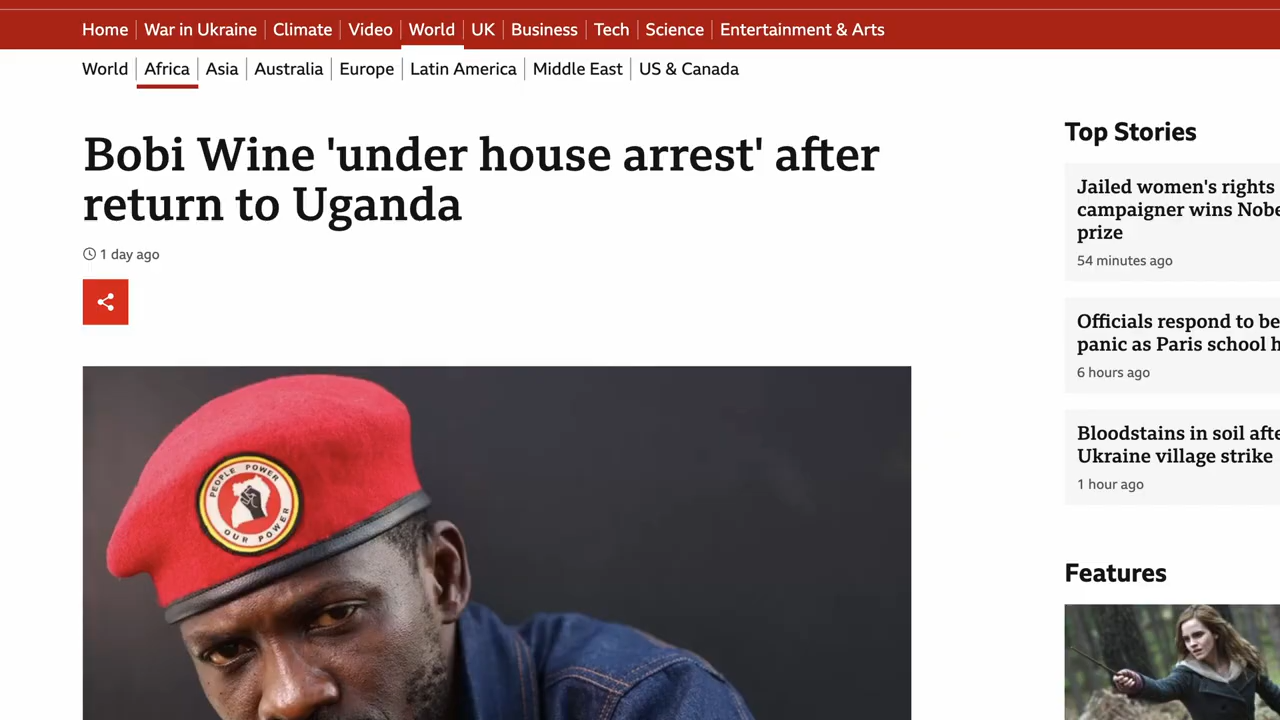 Home War in Ukraine Climate Video World UK Business Tech Science Entertainment & Arts
World Africa Asia Australia Europe Latin America Middle East US & Canada
Bobi Wine 'under house arrest' after
return to Uganda
1 day ago
PEOPLE POWER
OUR POWER
Top Stories
Jailed women's rights
campaigner wins Nobe
prize
54 minutes ago
Officials respond to be
panic as Paris school h
6 hours ago
Bloodstains in soil afte
Ukraine village strike
1 hour ago
Features